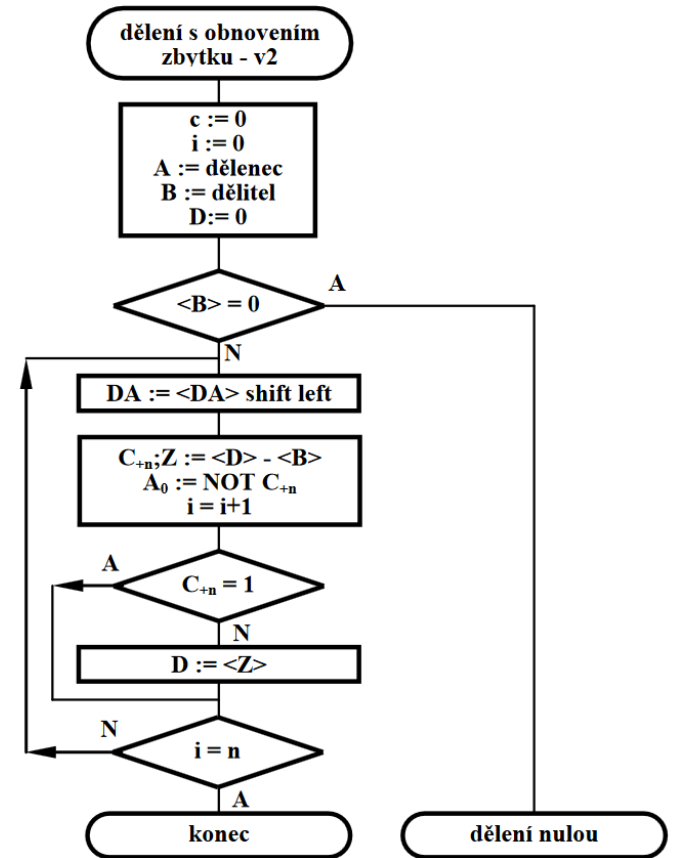 dělení s obnovením
zbytku - v2
c := 0
i := 0
A := dělenec
B := dělitel
D:= 0
<B> = 0
A
N
DA := <DA> shift left
C₊ₙ;Z := <D> - <B>
A₀ := NOT C₊ₙ
i = i+1
A
C₊ₙ = 1
N
D := <Z>
N
i = n
A
konec
dělení nulou